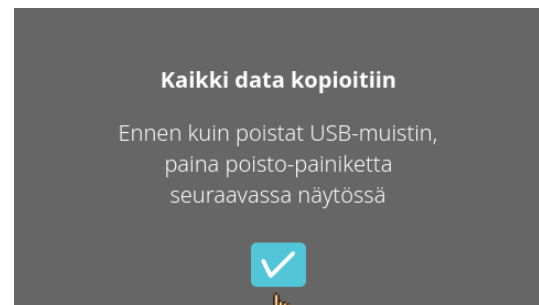 Kaikki data kopioitiin
Ennen kuin poistat USB-muistin,
paina poisto-painiketta
seuraavassa näytössä